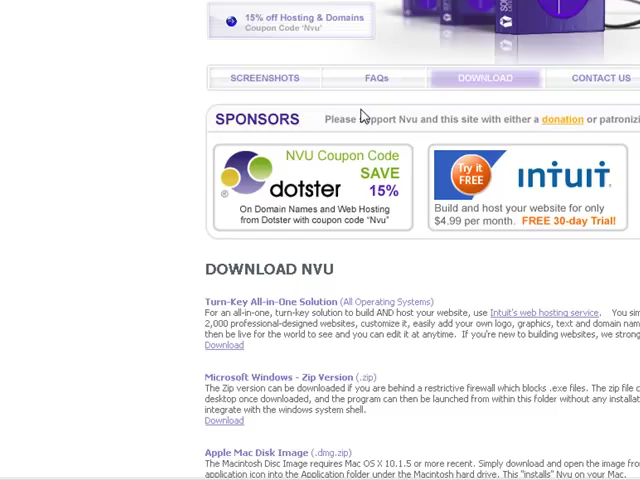 15% off Hosting & Domains
Coupon Code 'Nvu'
SCREENSHOTS FAQs DOWNLOAD CONTACT US
SPONSORS Please support Nvu and this site with either a donation or patronizi
NVU Coupon Code
SAVE
15%
dotster
®
On Domain Names and Web Hosting
from Dotster with coupon code "Nvu"
Try it
FREE
intuit.
Build and host your website for only
$4.99 per month. FREE 30-day Trial!
DOWNLOAD NVU
Turn-Key All-in-One Solution (All Operating Systems)
For an all-in-one, turn-key solution to build AND host your website, use Intuit's web hosting service. You sim
2,000 professional-designed websites, customize it, easily add your own logo, graphics, text and domain nam
then be live for the world to see and you can edit it at anytime. If you're new to building websites, we strong
Download
Microsoft Windows - Zip Version (.zip)
The Zip version can be downloaded if you are behind a restrictive firewall which blocks .exe files. The zip file c
desktop once downloaded, and the program can then be launched from within this folder without any installat
integrate with the windows system shell.
Download
Apple Mac Disk Image (.dmg.zip)
The Macintosh Disc Image requires Mac OS X 10.1.5 or more recent. Simply download and open the image fro
application icon into the Application folder under the Macintosh hard drive. This "installs" Nvu on your Mac.